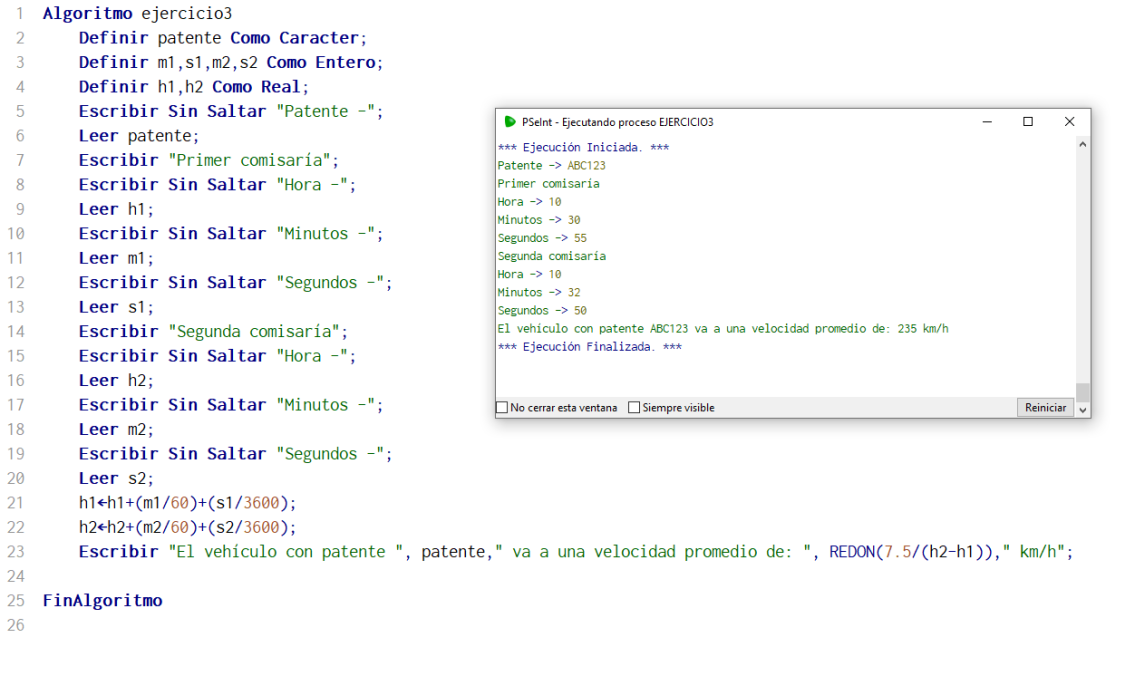 1 Algoritmo ejercicio3
2 Definir patente Como Caracter;
3 Definir m1,s1,m2,s2 Como Entero;
4 Definir h1,h2 Como Real;
5 Escribir Sin Saltar "Patente -";
6 Leer patente;
7 Escribir "Primer comisaría";
8 Escribir Sin Saltar "Hora -";
9 Leer h1;
10 Escribir Sin Saltar "Minutos -";
11 Leer m1;
12 Escribir Sin Saltar "Segundos -";
13 Leer s1;
14 Escribir "Segunda comisaría";
15 Escribir Sin Saltar "Hora -";
16 Leer h2;
17 Escribir Sin Saltar "Minutos -";
18 Leer m2;
19 Escribir Sin Saltar "Segundos -";
20 Leer s2;
21 h1←h1+(m1/60)+(s1/3600);
22 h2←h2+(m2/60)+(s2/3600);
23 Escribir "El vehículo con patente ", patente," va a una velocidad promedio de: ", REDON(7.5/(h2-h1))," km/h";
24
25 FinAlgoritmo
26
PSeInt - Ejecutando proceso EJERCICIO3
*** Ejecución Iniciada. ***
Patente -> ABC123
Primer comisaría
Hora -> 10
Minutos -> 30
Segundos -> 55
Segunda comisaría
Hora -> 10
Minutos -> 32
Segundos -> 50
El vehículo con patente ABC123 va a una velocidad promedio de: 235 km/h
*** Ejecución Finalizada. ***
No cerrar esta ventana Siempre visible Reiniciar